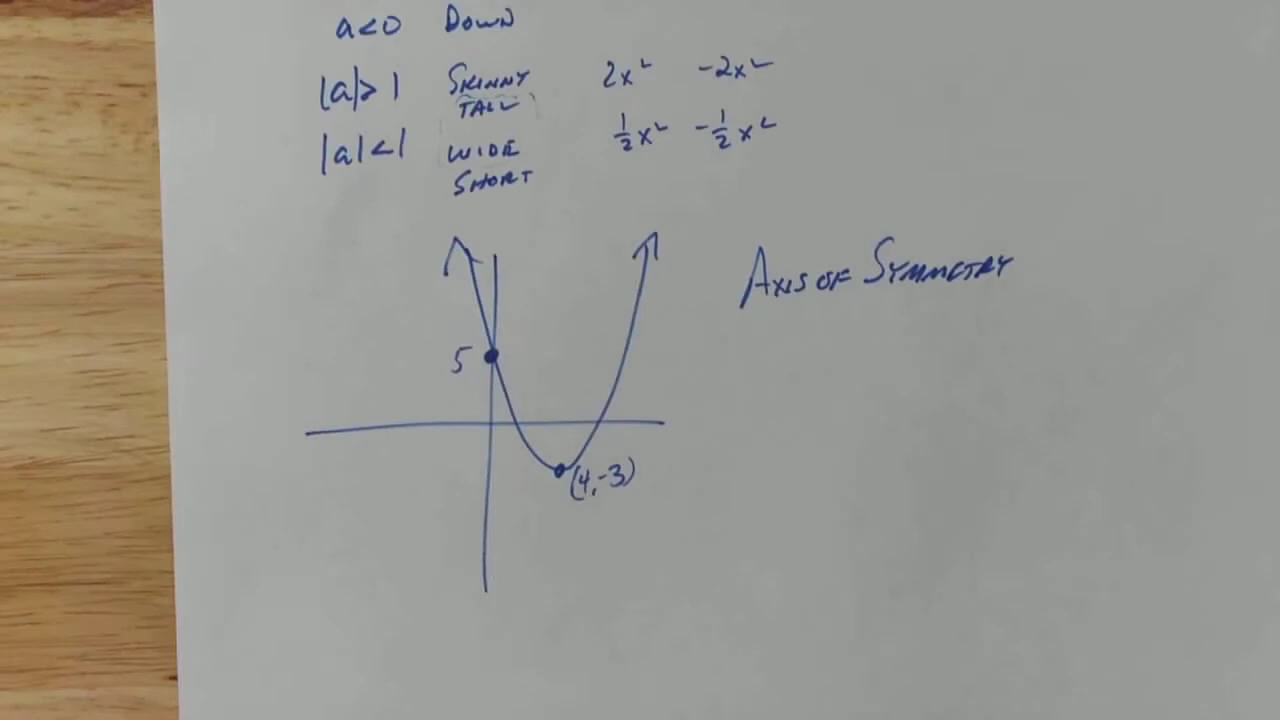 a<0 DOWN
|a|>1 SKINNY 2x² -2x²
TALL
|a|<1 WIDE ½x² -½x²
SHORT
AXIS OF SYMMETRY
5
(4,-3)